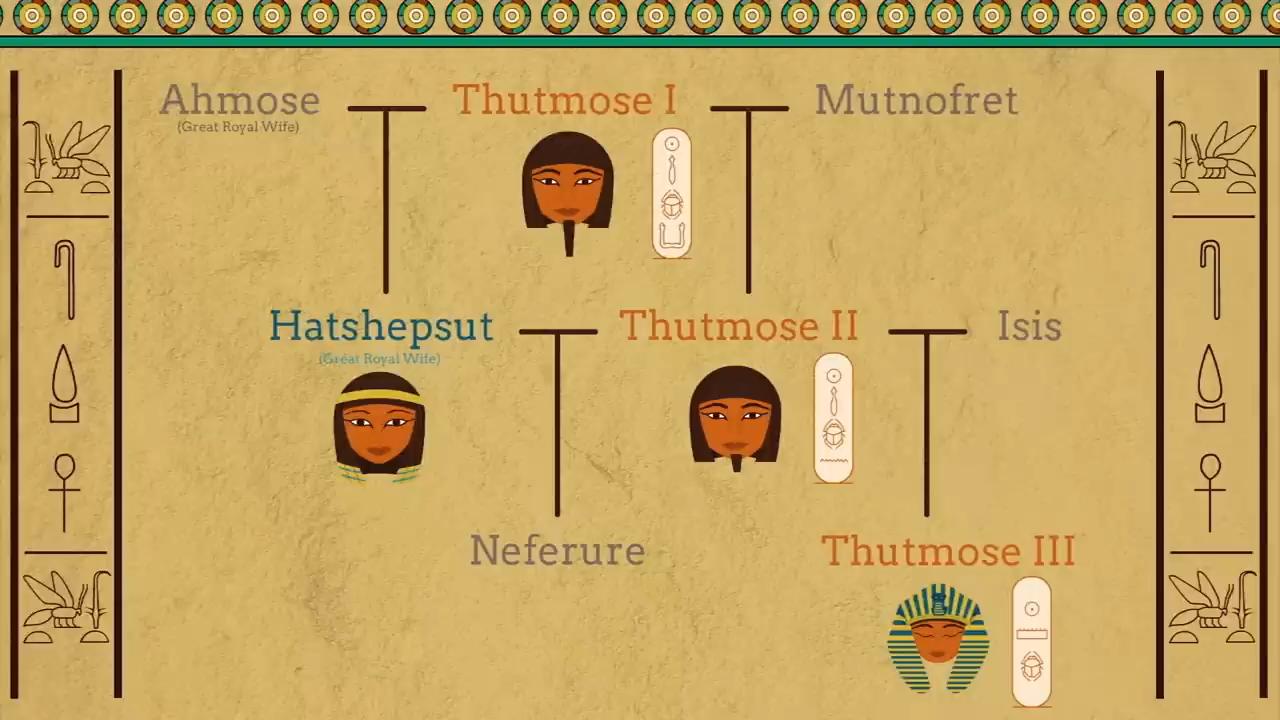 Ahmose Thutmose I Mutnofret
(Great Royal Wife)
Hatshepsut Thutmose II Isis
(Great Royal Wife)
Neferure Thutmose III